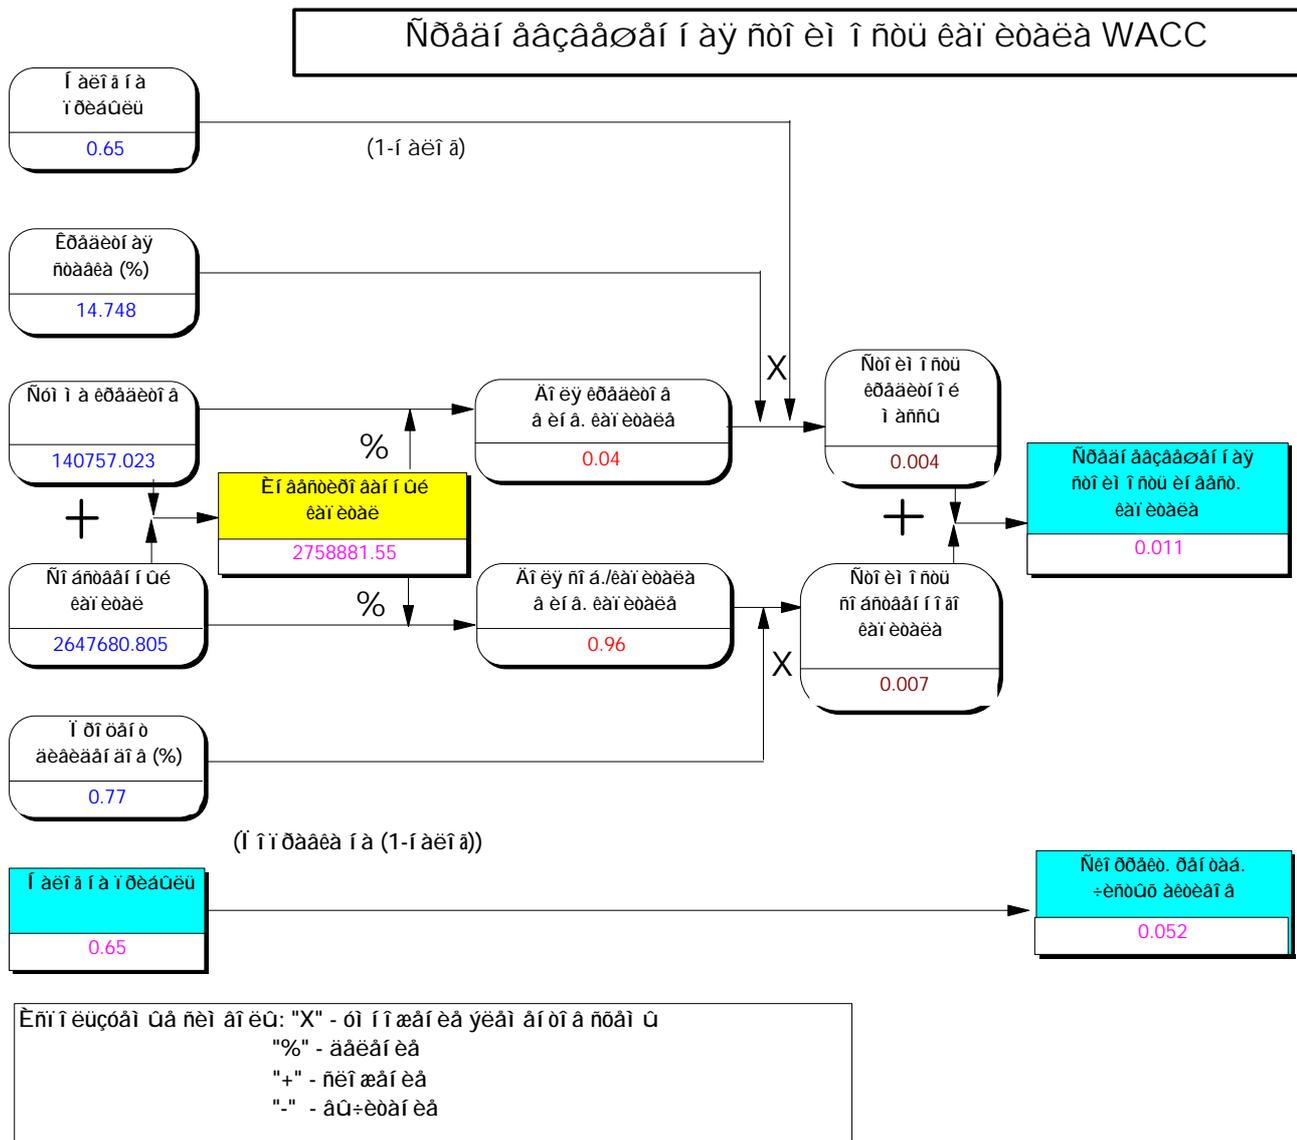 Ñðåäí åâçâåøåí í àÿ ñòî èì î ñòü êàï èòàëà WACC
Í àëî ã í à
ï ðèáûëü
0.65
(1-í àëî ã)
Êðåäèòí àÿ
ñòàâêà (%)
14.748
Ñóì ì à êðåäèòî â
140757.023
Äî ëÿ êðåäèòî â
â èí â. êàï èòàëå
0.04
X
Ñòî èì î ñòü
êðåäèòí î é
ì àññû
0.004
%
Èí âåñòèðî âàí í ûé
êàï èòàë
2758881.55
+
+
Ñðåäí åâçâåøåí í àÿ
ñòî èì î ñòü èí âåñò.
êàï èòàëà
0.011
Ñî áñòâåí í ûé
êàï èòàë
2647680.805
%
Äî ëÿ ñî á./êàï èòàëà
â èí â. êàï èòàëå
0.96
X
Ñòî èì î ñòü
ñî áñòâåí í î ãî
êàï èòàëà
0.007
Ï ðî öåí ò
äèâèäåí äî â (%)
0.77
(Ï î ï ðàâêà í à (1-í àëî ã))
Í àëî ã í à ï ðèáûëü
0.65
Ñêî ððåêò. ðåí òàá.
÷èñòûõ àêòèâî â
0.052
Èñï î ëüçóåì ûå ñèì âî ëû: "X" - óì í î æåí èå ýëåì åí òî â ñõåì û
"%" - äåëåí èå
"+" - ñëî æåí èå
"-" - âû÷èòàí èå